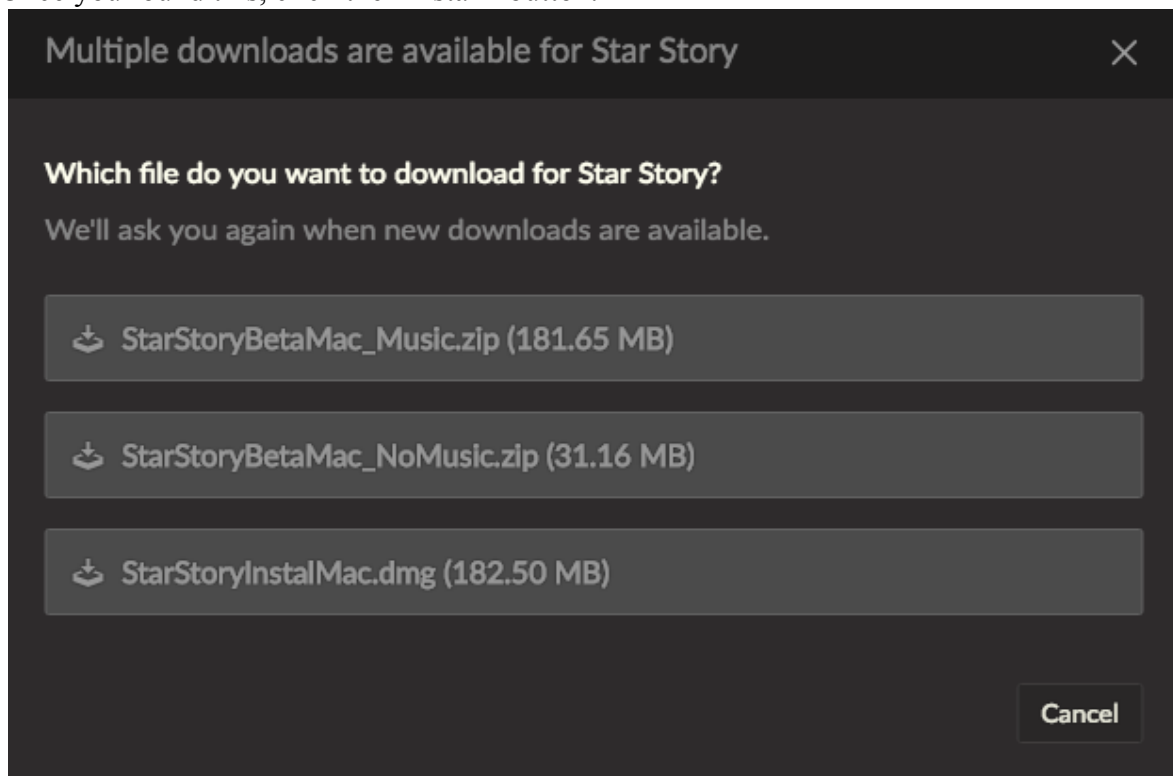 Multiple downloads are available for Star Story
Which file do you want to download for Star Story?
We'll ask you again when new downloads are available.
StarStoryBetaMac_Music.zip (181.65 MB)
StarStoryBetaMac_NoMusic.zip (31.16 MB)
StarStoryInstalMac.dmg (182.50 MB)
Cancel